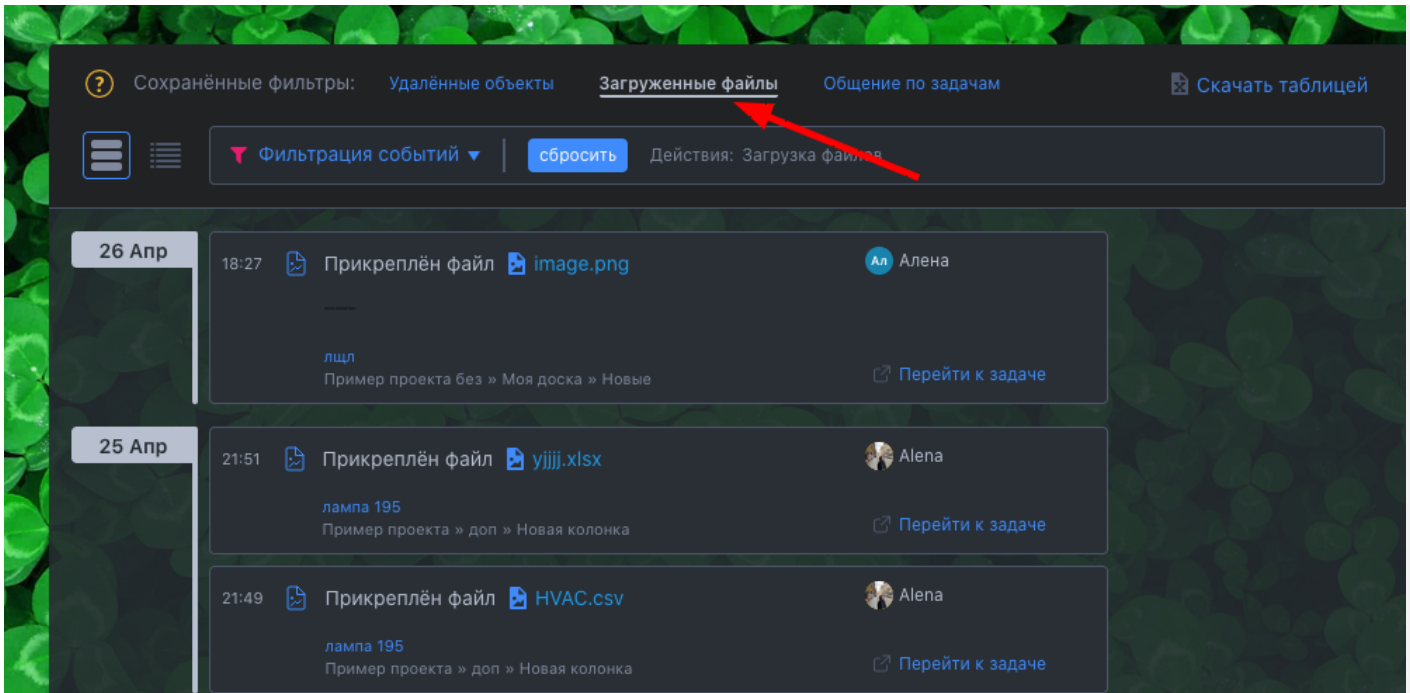 ? Сохранённые фильтры: Удалённые объекты Загруженные файлы Общение по задачам Скачать таблицей
Фильтрация событий сбросить Действия: Загрузка файлов
26 Апр
18:27 Прикреплён файл image.png Ал Алена
лщл
Пример проекта без » Моя доска » Новые Перейти к задаче
25 Апр
21:51 Прикреплён файл yjjjj.xlsx Alena
лампа 195
Пример проекта » доп » Новая колонка Перейти к задаче
21:49 Прикреплён файл HVAC.csv Alena
лампа 195
Пример проекта » доп » Новая колонка Перейти к задаче